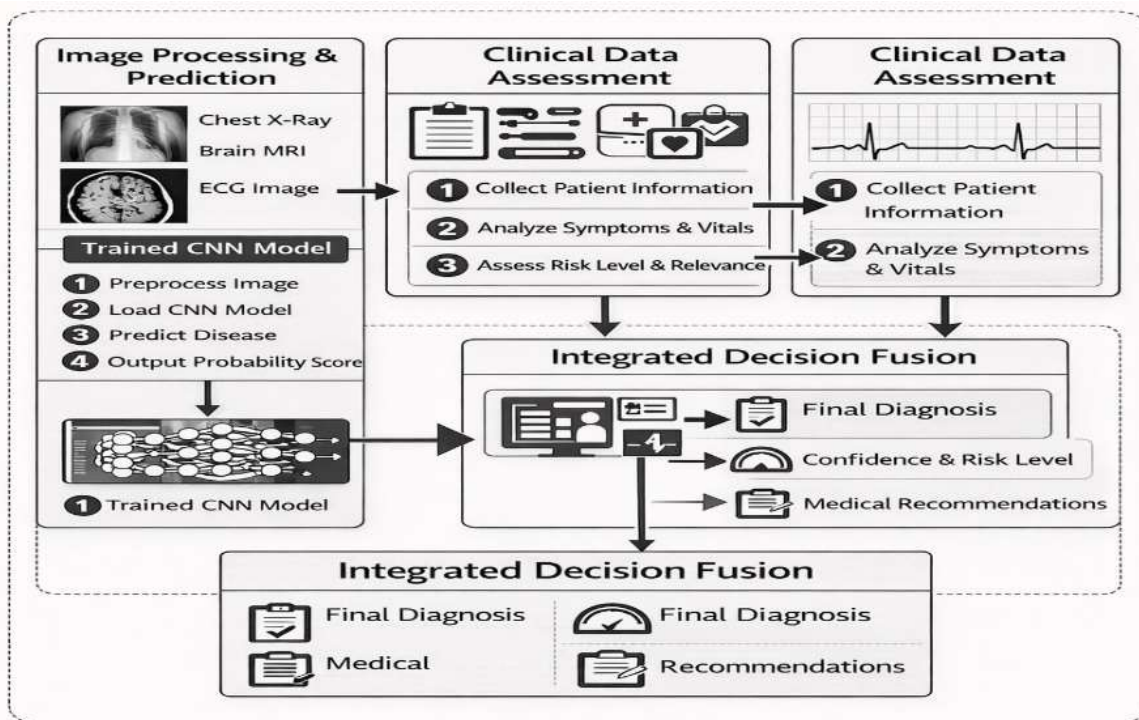 Image Processing &
Prediction
Chest X-Ray
Brain MRI
ECG Image
Trained CNN Model
1 Preprocess Image
2 Load CNN Model
3 Predict Disease
4 Output Probability Score
1 Trained CNN Model
Clinical Data
Assessment
1 Collect Patient Information
2 Analyze Symptoms & Vitals
3 Assess Risk Level & Relevance
Clinical Data
Assessment
1 Collect Patient
Information
2 Analyze Symptoms
& Vitals
Integrated Decision Fusion
Final Diagnosis
Confidence & Risk Level
Medical Recommendations
Integrated Decision Fusion
Final Diagnosis
Final Diagnosis
Medical
Recommendations